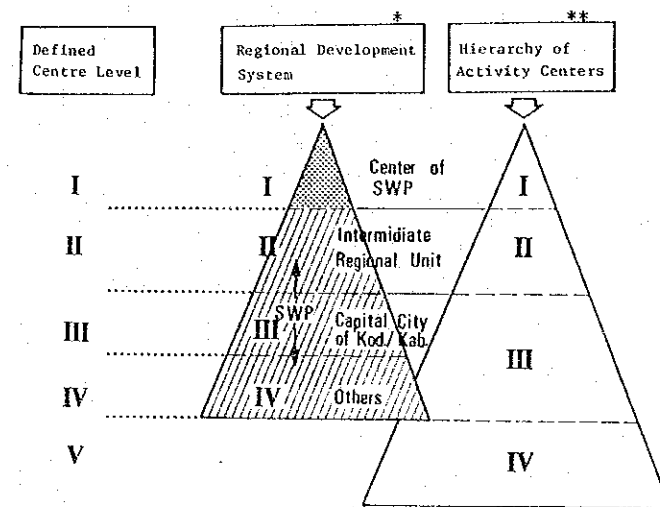 *
**
Defined
Centre Level
Regional Development
System
Hierarchy of
Activity Centers
I
I
Center of
SWP
I
II
II
Intermidiate
Regional Unit
II
SWP
III
III
Capital City
of Kod./ Kab.
III
IV
IV
Others
V
IV